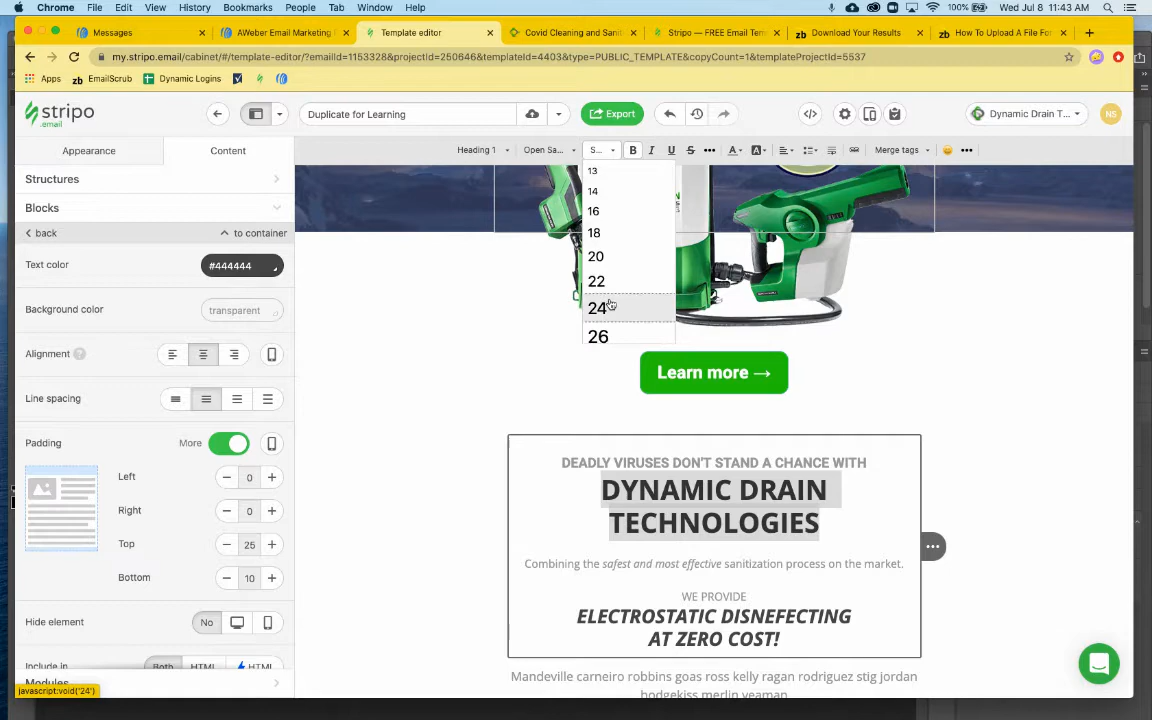 Chrome File Edit View History Bookmarks People Tab Window Help 100% Wed Jul 8 11:43 AM
Messages AWeber Email Marketing Template editor Covid Cleaning and Sani Stripo — FREE Email Tem Download Your Results How To Upload A File For
my.stripo.email/cabinet/#/template-editor/?emailId=1153328&projectId=250646&templateId=4403&type=PUBLIC_TEMPLATE&copyCount=1&templateProjectId=5537
Apps zb EmailScrub Dynamic Logins
stripo .email Duplicate for Learning Export Dynamic Drain T... NS
Appearance Content Heading 1 Open Sa... S... B I U S A A Merge tags
Structures
Blocks
back to container
Text color #444444
Background color transparent
Alignment ?
Line spacing
Padding More
Left 0
Right 0
Top 25
Bottom 10
Hide element No
Include in Both HTML HTML
Modules
javascript:void("24")
13
14
16
18
20
22
24
26
Learn more →
DEADLY VIRUSES DON'T STAND A CHANCE WITH
DYNAMIC DRAIN
TECHNOLOGIES
Combining the safest and most effective sanitization process on the market.
WE PROVIDE
ELECTROSTATIC DISNEFECTING
AT ZERO COST!
Mandeville carneiro robbins goas ross kelly ragan rodriguez stig jordan
hodgekiss merlin yeaman